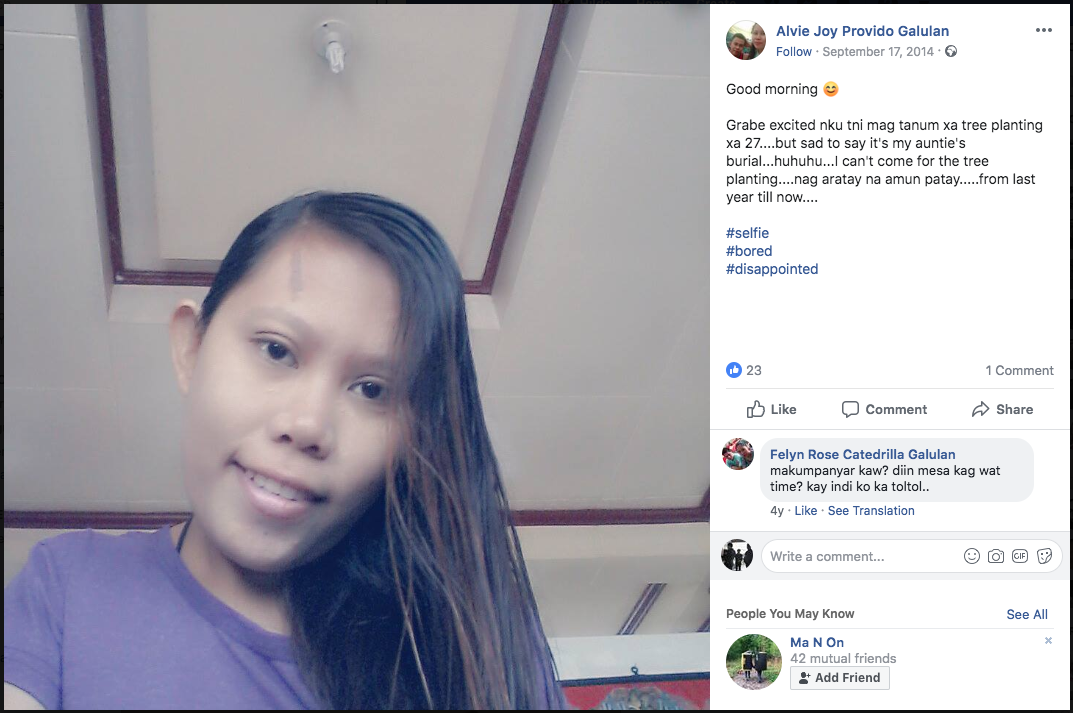 Alvie Joy Provido Galulan
Follow · September 17, 2014 ·
Good morning 😊
Grabe excited nku tni mag tanum xa tree planting
xa 27....but sad to say it's my auntie's
burial...huhuhu...I can't come for the tree
planting....nag aratay na amun patay.....from last
year till now....
#selfie
#bored
#disappointed
23
1 Comment
Like
Comment
Share
Felyn Rose Catedrilla Galulan
makumpanyar kaw? diin mesa kag wat
time? kay indi ko ka toltol..
4y · Like · See Translation
Write a comment...
GIF
People You May Know
See All
Ma N On
42 mutual friends
Add Friend